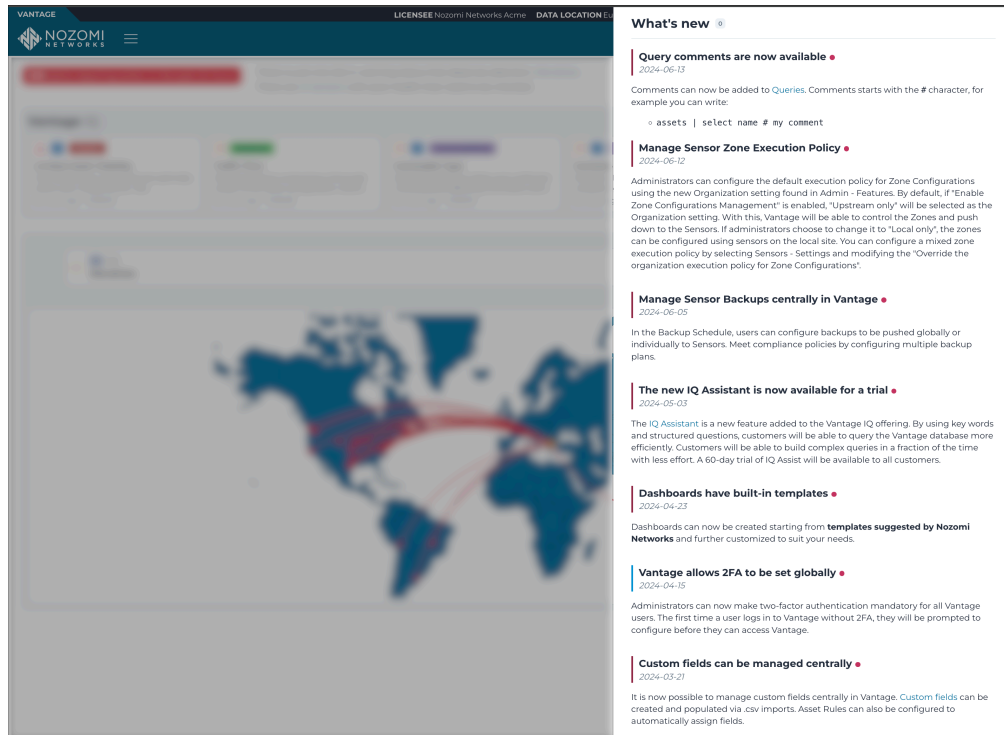 VANTAGE
LICENSEE Nozomi Networks Acme DATA LOCATION Eu
NOZOMI
NETWORKS
What's new 0
Query comments are now available
2024-06-13
Comments can now be added to Queries. Comments starts with the # character, for
example you can write:
assets | select name # my comment
Manage Sensor Zone Execution Policy
2024-06-12
Administrators can configure the default execution policy for Zone Configurations
using the new Organization setting found in Admin - Features. By default, if "Enable
Zone Configurations Management" is enabled, "Upstream only" will be selected as the
Organization setting. With this, Vantage will be able to control the Zones and push
down to the Sensors. If administrators choose to change it to "Local only", the zones
can be configured using sensors on the local site. You can configure a mixed zone
execution policy by selecting Sensors - Settings and modifying the "Override the
organization execution policy for Zone Configurations".
Manage Sensor Backups centrally in Vantage
2024-06-05
In the Backup Schedule, users can configure backups to be pushed globally or
individually to Sensors. Meet compliance policies by configuring multiple backup
plans.
The new IQ Assistant is now available for a trial
2024-05-03
The IQ Assistant is a new feature added to the Vantage IQ offering. By using key words
and structured questions, customers will be able to query the Vantage database more
efficiently. Customers will be able to build complex queries in a fraction of the time
with less effort. A 60-day trial of IQ Assist will be available to all customers.
Dashboards have built-in templates
2024-04-23
Dashboards can now be created starting from templates suggested by Nozomi
Networks and further customized to suit your needs.
Vantage allows 2FA to be set globally
2024-04-15
Administrators can now make two-factor authentication mandatory for all Vantage
users. The first time a user logs in to Vantage without 2FA, they will be prompted to
configure before they can access Vantage.
Custom fields can be managed centrally
2024-03-21
It is now possible to manage custom fields centrally in Vantage. Custom fields can be
created and populated via .csv imports. Asset Rules can also be configured to
automatically assign fields.